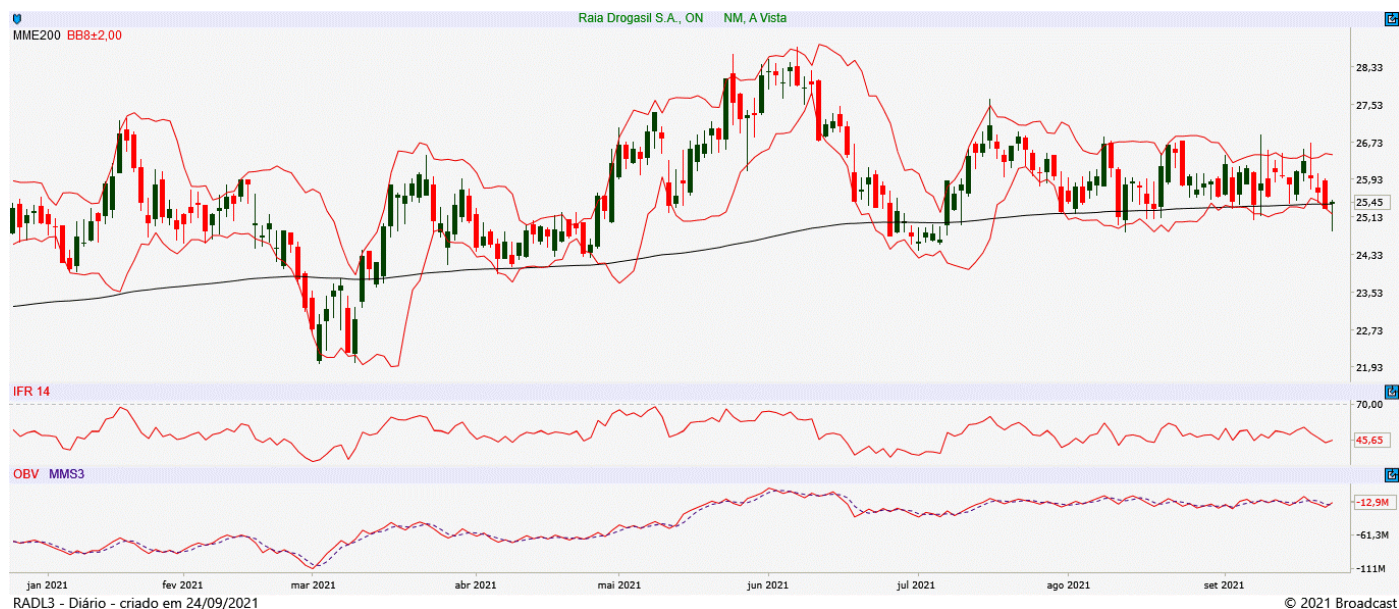 Raia Drogasil S.A., ON NM, A Vista
MME200 BB8±2,00
28,33
27,53
26,73
25,93
25,45
25,13
24,33
23,53
22,73
21,93
IFR 14
70,00
45,65
OBV MMS3
-12,9M
-61,3M
-111M
jan 2021 fev 2021 mar 2021 abr 2021 mai 2021 jun 2021 jul 2021 ago 2021 set 2021
RADL3 - Diário - criado em 24/09/2021 © 2021 Broadcast